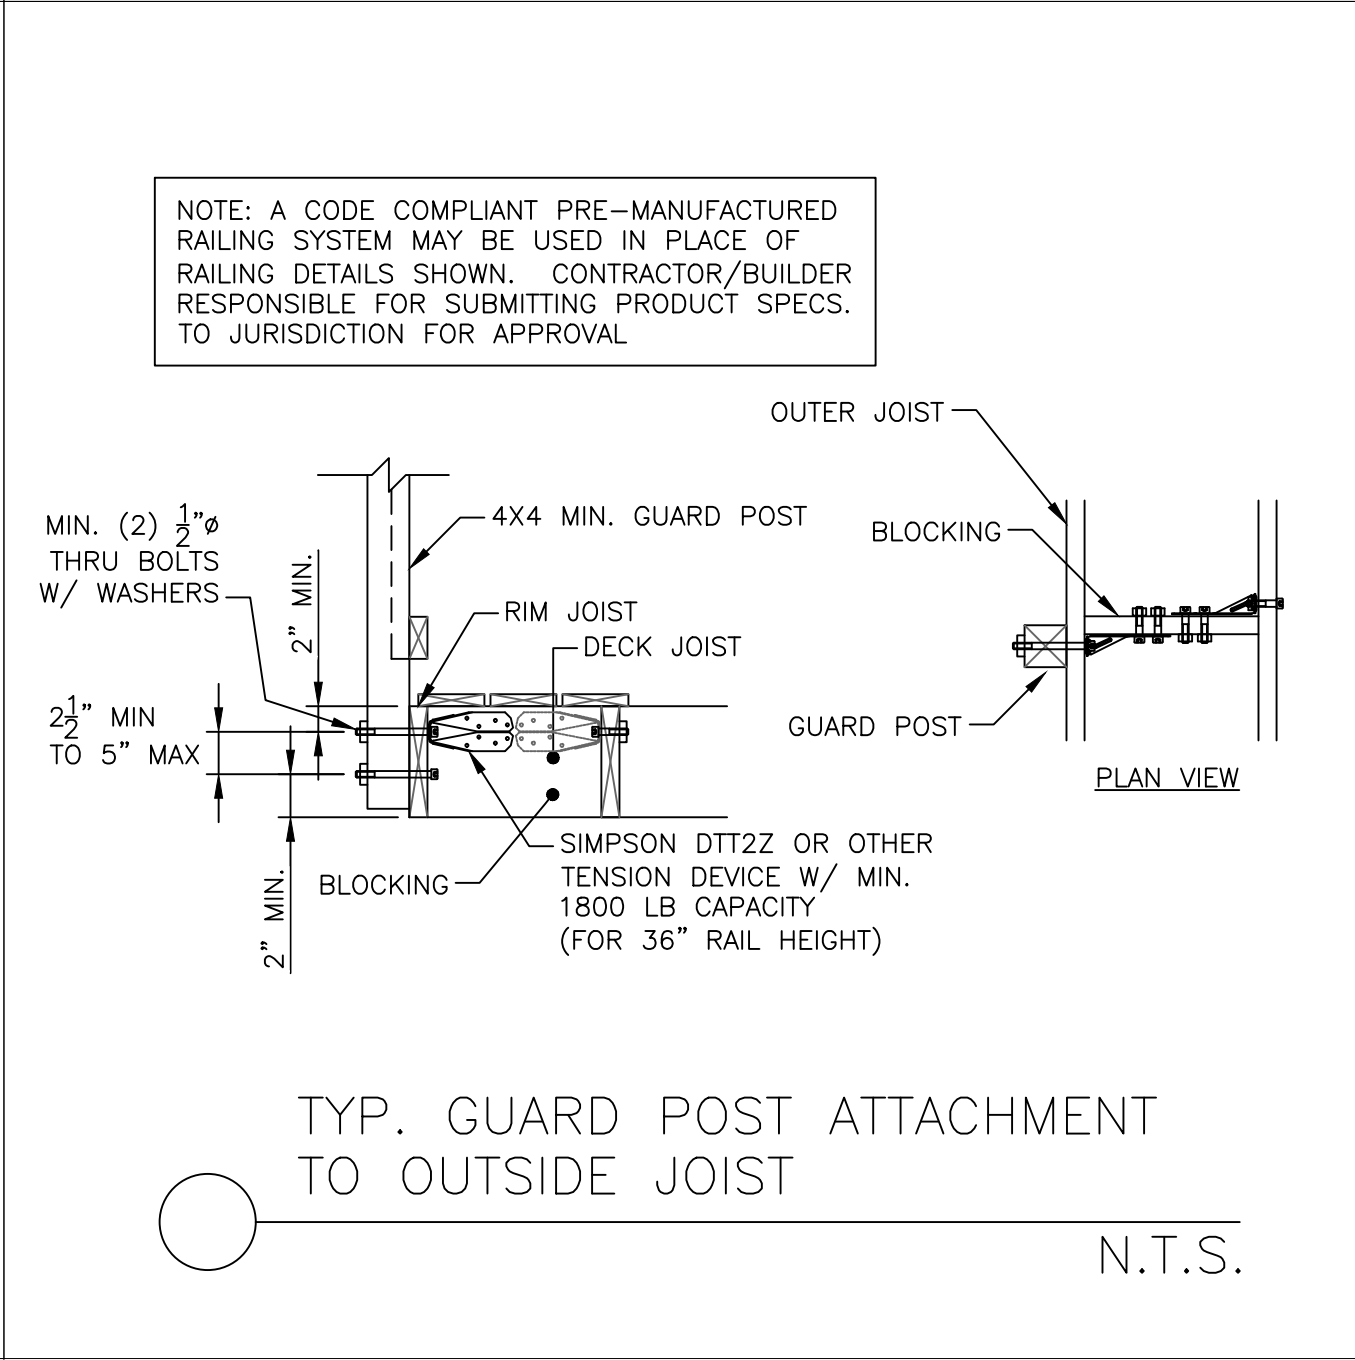 NOTE: A CODE COMPLIANT PRE-MANUFACTURED
RAILING SYSTEM MAY BE USED IN PLACE OF
RAILING DETAILS SHOWN. CONTRACTOR/BUILDER
RESPONSIBLE FOR SUBMITTING PRODUCT SPECS.
TO JURISDICTION FOR APPROVAL
OUTER JOIST
MIN. (2) 1/2"ø
THRU BOLTS
W/ WASHERS
4X4 MIN. GUARD POST
BLOCKING
2" MIN.
RIM JOIST
DECK JOIST
2 1/2" MIN
TO 5" MAX
GUARD POST
PLAN VIEW
SIMPSON DTT2Z OR OTHER
TENSION DEVICE W/ MIN.
1800 LB CAPACITY
(FOR 36" RAIL HEIGHT)
BLOCKING
2" MIN.
TYP. GUARD POST ATTACHMENT
TO OUTSIDE JOIST
N.T.S.